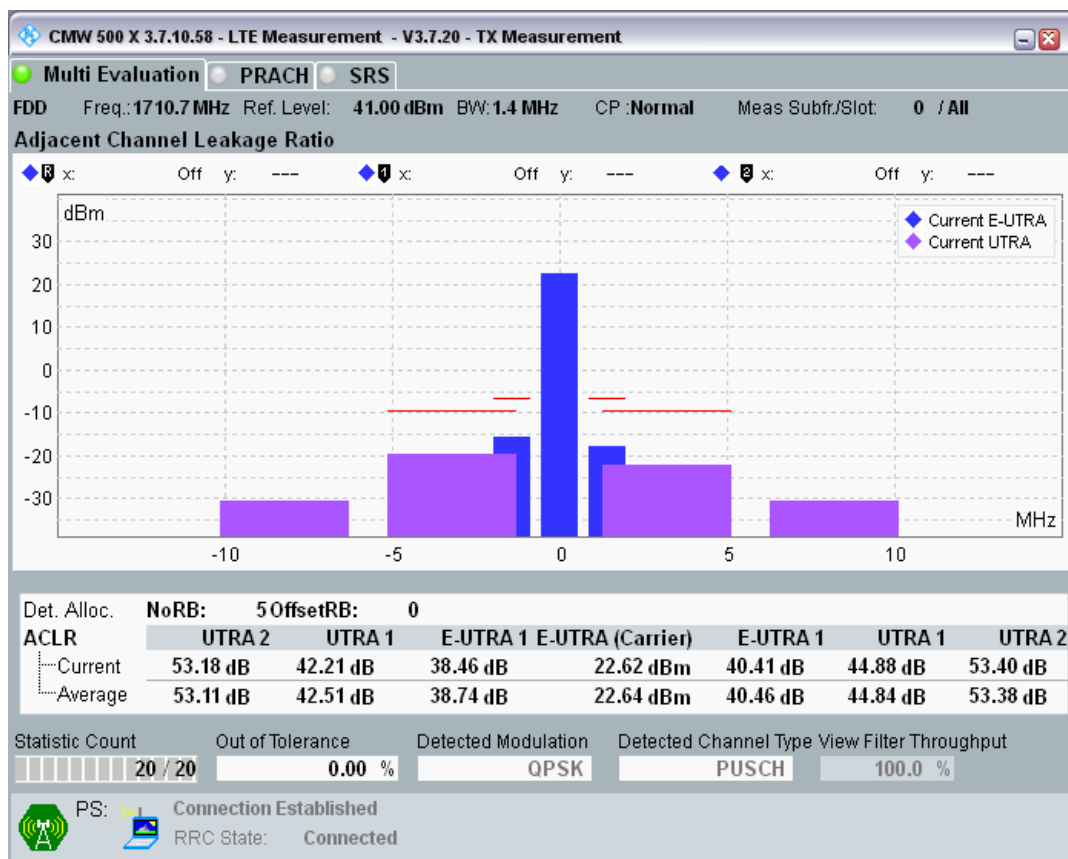 CMW 500 X 3.7.10.58 - LTE Measurement - V3.7.20 - TX Measurement
Multi Evaluation PRACH SRS
FDD Freq.: 1710.7 MHz Ref. Level: 41.00 dBm BW: 1.4 MHz CP :Normal Meas Subfr./Slot: 0 / All
Adjacent Channel Leakage Ratio
R x: Off y: --- 1 x: Off y: --- 2 x: Off y: ---
dBm
Current E-UTRA
Current UTRA
30
20
10
0
-10
-20
-30
MHz
-10 -5 0 5 10
Det. Alloc. NoRB: 5 OffsetRB: 0
ACLR UTRA 2 UTRA 1 E-UTRA 1 E-UTRA (Carrier) E-UTRA 1 UTRA 1 UTRA 2
Current 53.18 dB 42.21 dB 38.46 dB 22.62 dBm 40.41 dB 44.88 dB 53.40 dB
Average 53.11 dB 42.51 dB 38.74 dB 22.64 dBm 40.46 dB 44.84 dB 53.38 dB
Statistic Count Out of Tolerance Detected Modulation Detected Channel Type View Filter Throughput
20 / 20 0.00 % QPSK PUSCH 100.0 %
PS: Connection Established
RRC State: Connected